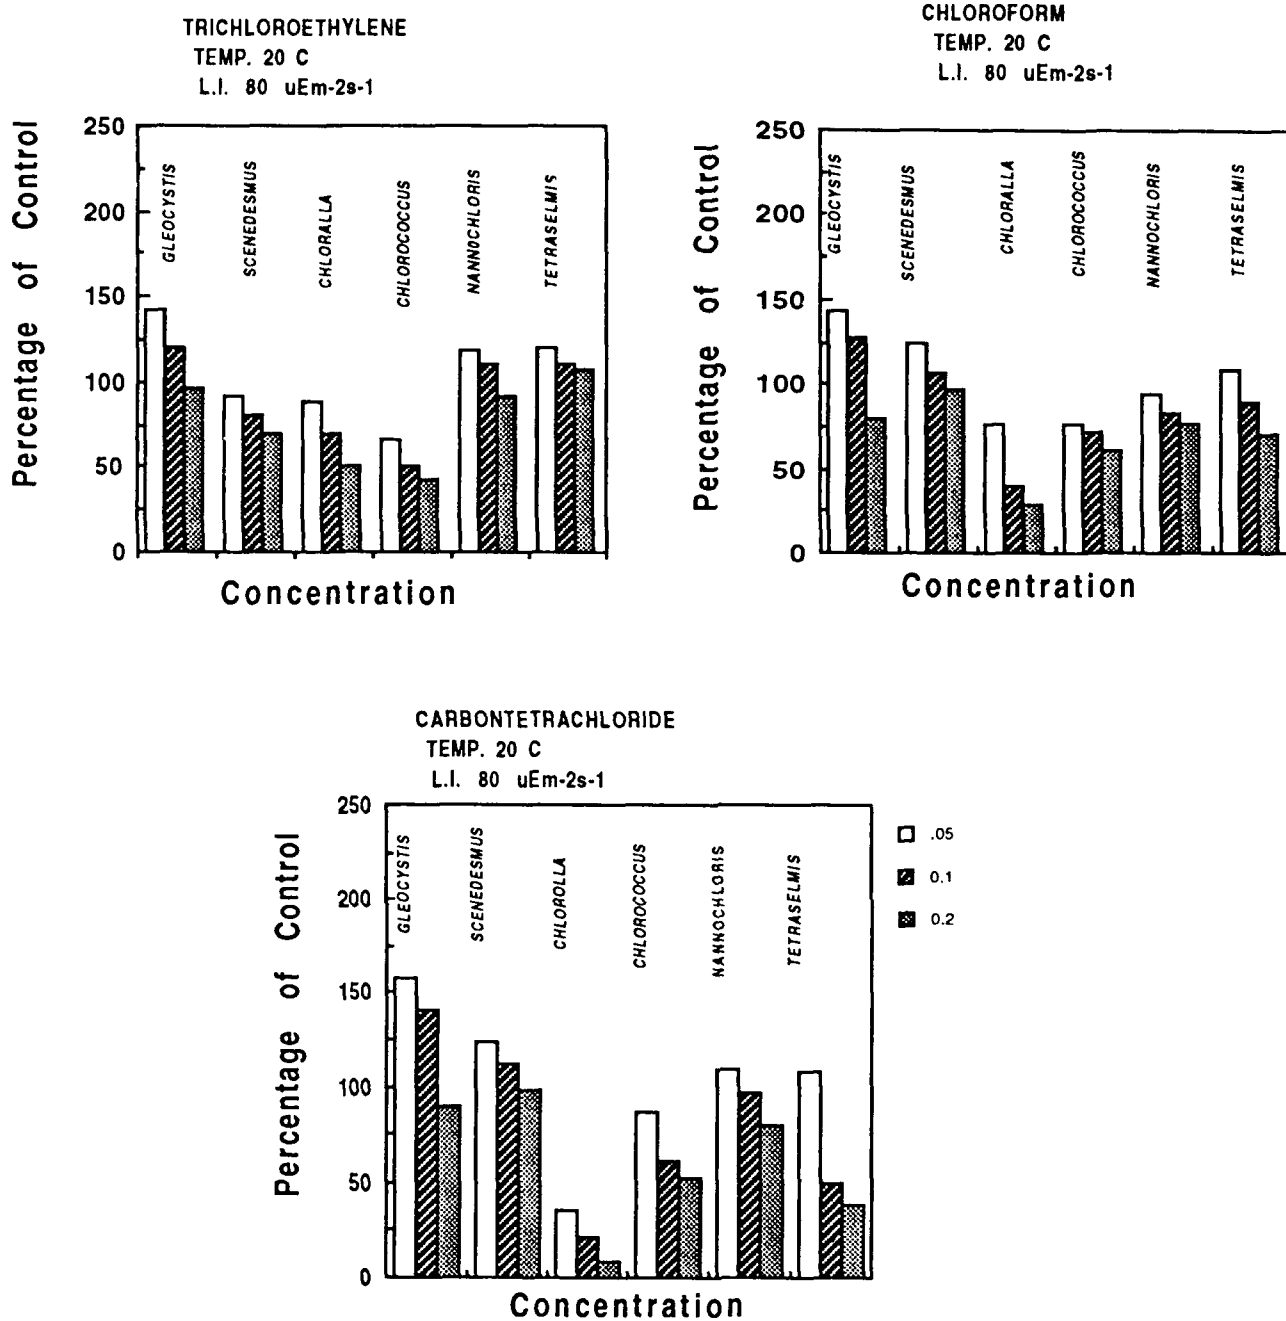 TRICHLOROETHYLENE
TEMP. 20 C
L.I. 80 uEm-2s-1
Percentage of Control
250
200
150
100
50
0
GLEOCYSTIS
SCENEDESMUS
CHLORALLA
CHLOROCOCCUS
NANNOCHLORIS
TETRASELMIS
Concentration
CHLOROFORM
TEMP. 20 C
L.I. 80 uEm-2s-1
Percentage of Control
250
200
150
100
50
0
GLEOCYSTIS
SCENEDESMUS
CHLORALLA
CHLOROCOCCUS
NANNOCHLORIS
TETRASELMIS
Concentration
CARBONTETRACHLORIDE
TEMP. 20 C
L.I. 80 uEm-2s-1
Percentage of Control
250
200
150
100
50
0
GLEOCYSTIS
SCENEDESMUS
CHLOROLLA
CHLOROCOCCUS
NANNOCHLORIS
TETRASELMIS
Concentration
.05
0.1
0.2